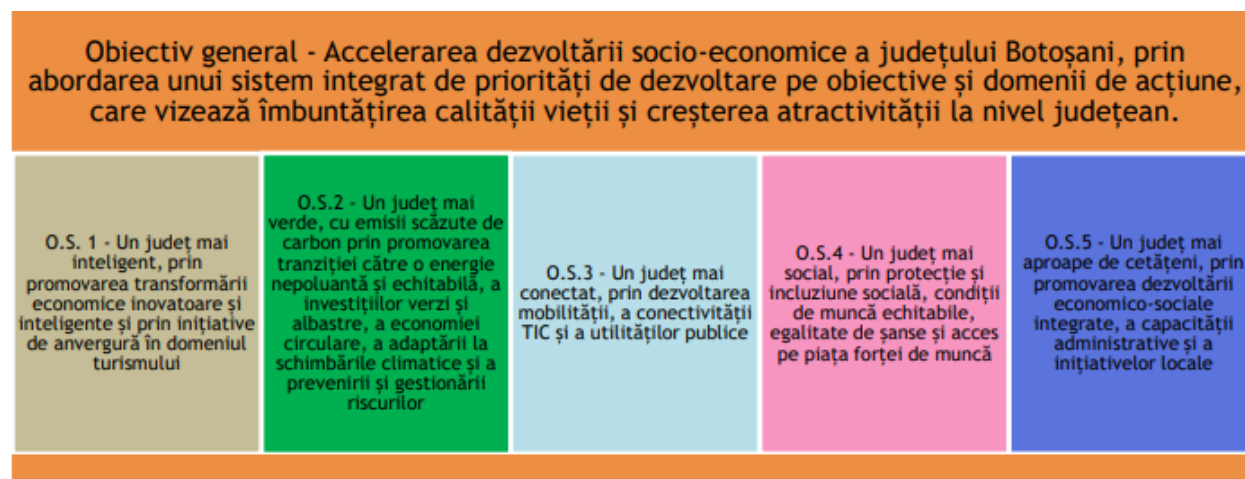 Obiectiv general - Accelerarea dezvoltării socio-economice a județului Botoșani, prin
abordarea unui sistem integrat de priorități de dezvoltare pe obiective și domenii de acțiune,
care vizează îmbuntățirea calității vieții și creșterea atractivității la nivel județean.
O.S. 1 - Un județ mai
inteligent, prin
promovarea transformării
economice inovatoare și
inteligente și prin inițiative
de anvergură în domeniul
turismului
O.S.2 - Un județ mai
verde, cu emisii scăzute de
carbon prin promovarea
tranziției către o energie
nepoluantă și echitabilă, a
investițiilor verzi și
albastre, a economiei
circulare, a adaptării la
schimbările climatice și a
prevenirii și gestionării
riscurilor
O.S.3 - Un județ mai
conectat, prin dezvoltarea
mobilității, a conectivității
TIC și a utilităților publice
O.S.4 - Un județ mai
social, prin protecție și
incluziune socială, condiții
de muncă echitabile,
egalitate de șanse și acces
pe piața forței de muncă
O.S.5 - Un județ mai
aproape de cetățeni, prin
promovarea dezvoltării
economico-sociale
integrate, a capacității
administrative și a
inițiativelor locale